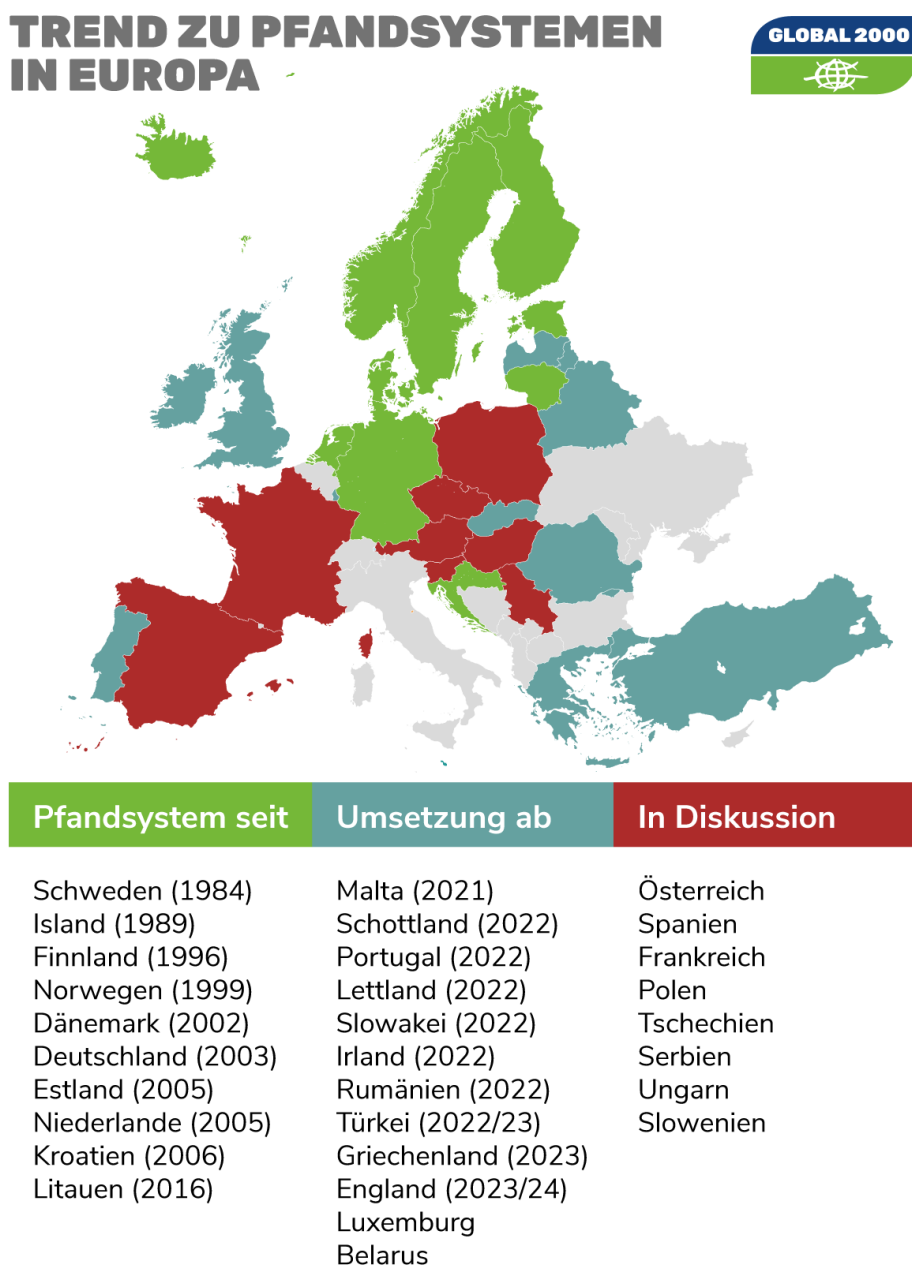 TREND ZU PFANDSYSTEMEN
IN EUROPA
GLOBAL 2000
Pfandsystem seit
Schweden (1984)
Island (1989)
Finnland (1996)
Norwegen (1999)
Dänemark (2002)
Deutschland (2003)
Estland (2005)
Niederlande (2005)
Kroatien (2006)
Litauen (2016)
Umsetzung ab
Malta (2021)
Schottland (2022)
Portugal (2022)
Lettland (2022)
Slowakei (2022)
Irland (2022)
Rumänien (2022)
Türkei (2022/23)
Griechenland (2023)
England (2023/24)
Luxemburg
Belarus
In Diskussion
Österreich
Spanien
Frankreich
Polen
Tschechien
Serbien
Ungarn
Slowenien